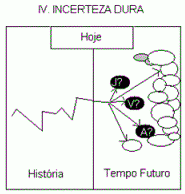 IV. INCERTEZA DURA
Hoje
J?
V?
A?
História
Tempo Futuro